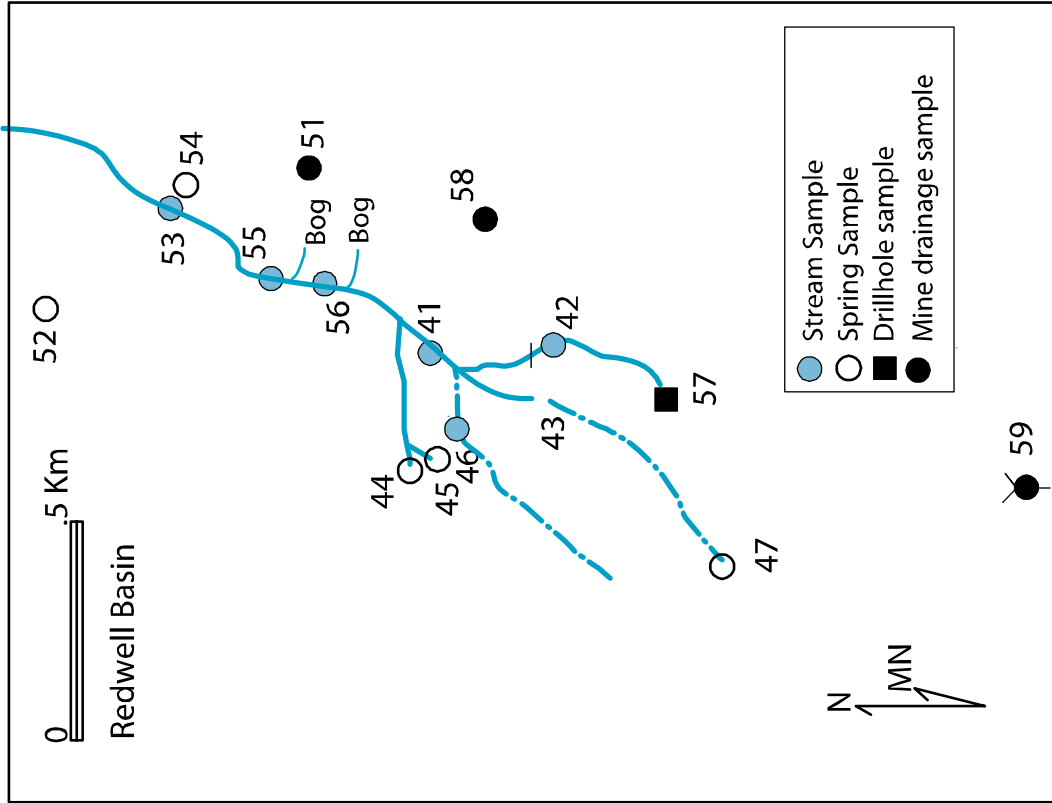 54
53
51
55
Bog
58
Bog
52
56
41
42
.5 Km
44
45
46
43
57
0
Redwell Basin
47
59
N
MN
Stream Sample
Spring Sample
Drillhole sample
Mine drainage sample